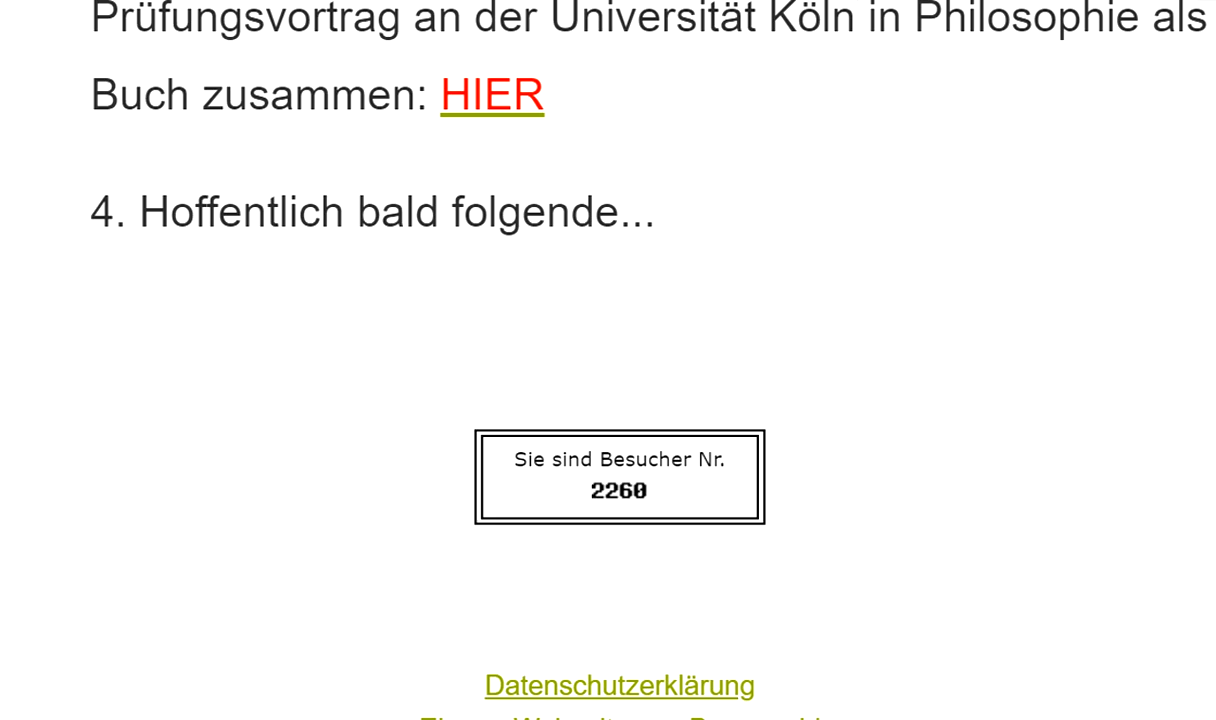 Prüfungsvortrag an der Universität Köln in Philosophie als
Buch zusammen: HIER
4. Hoffentlich bald folgende...
Sie sind Besucher Nr.
2260
Datenschutzerklärung